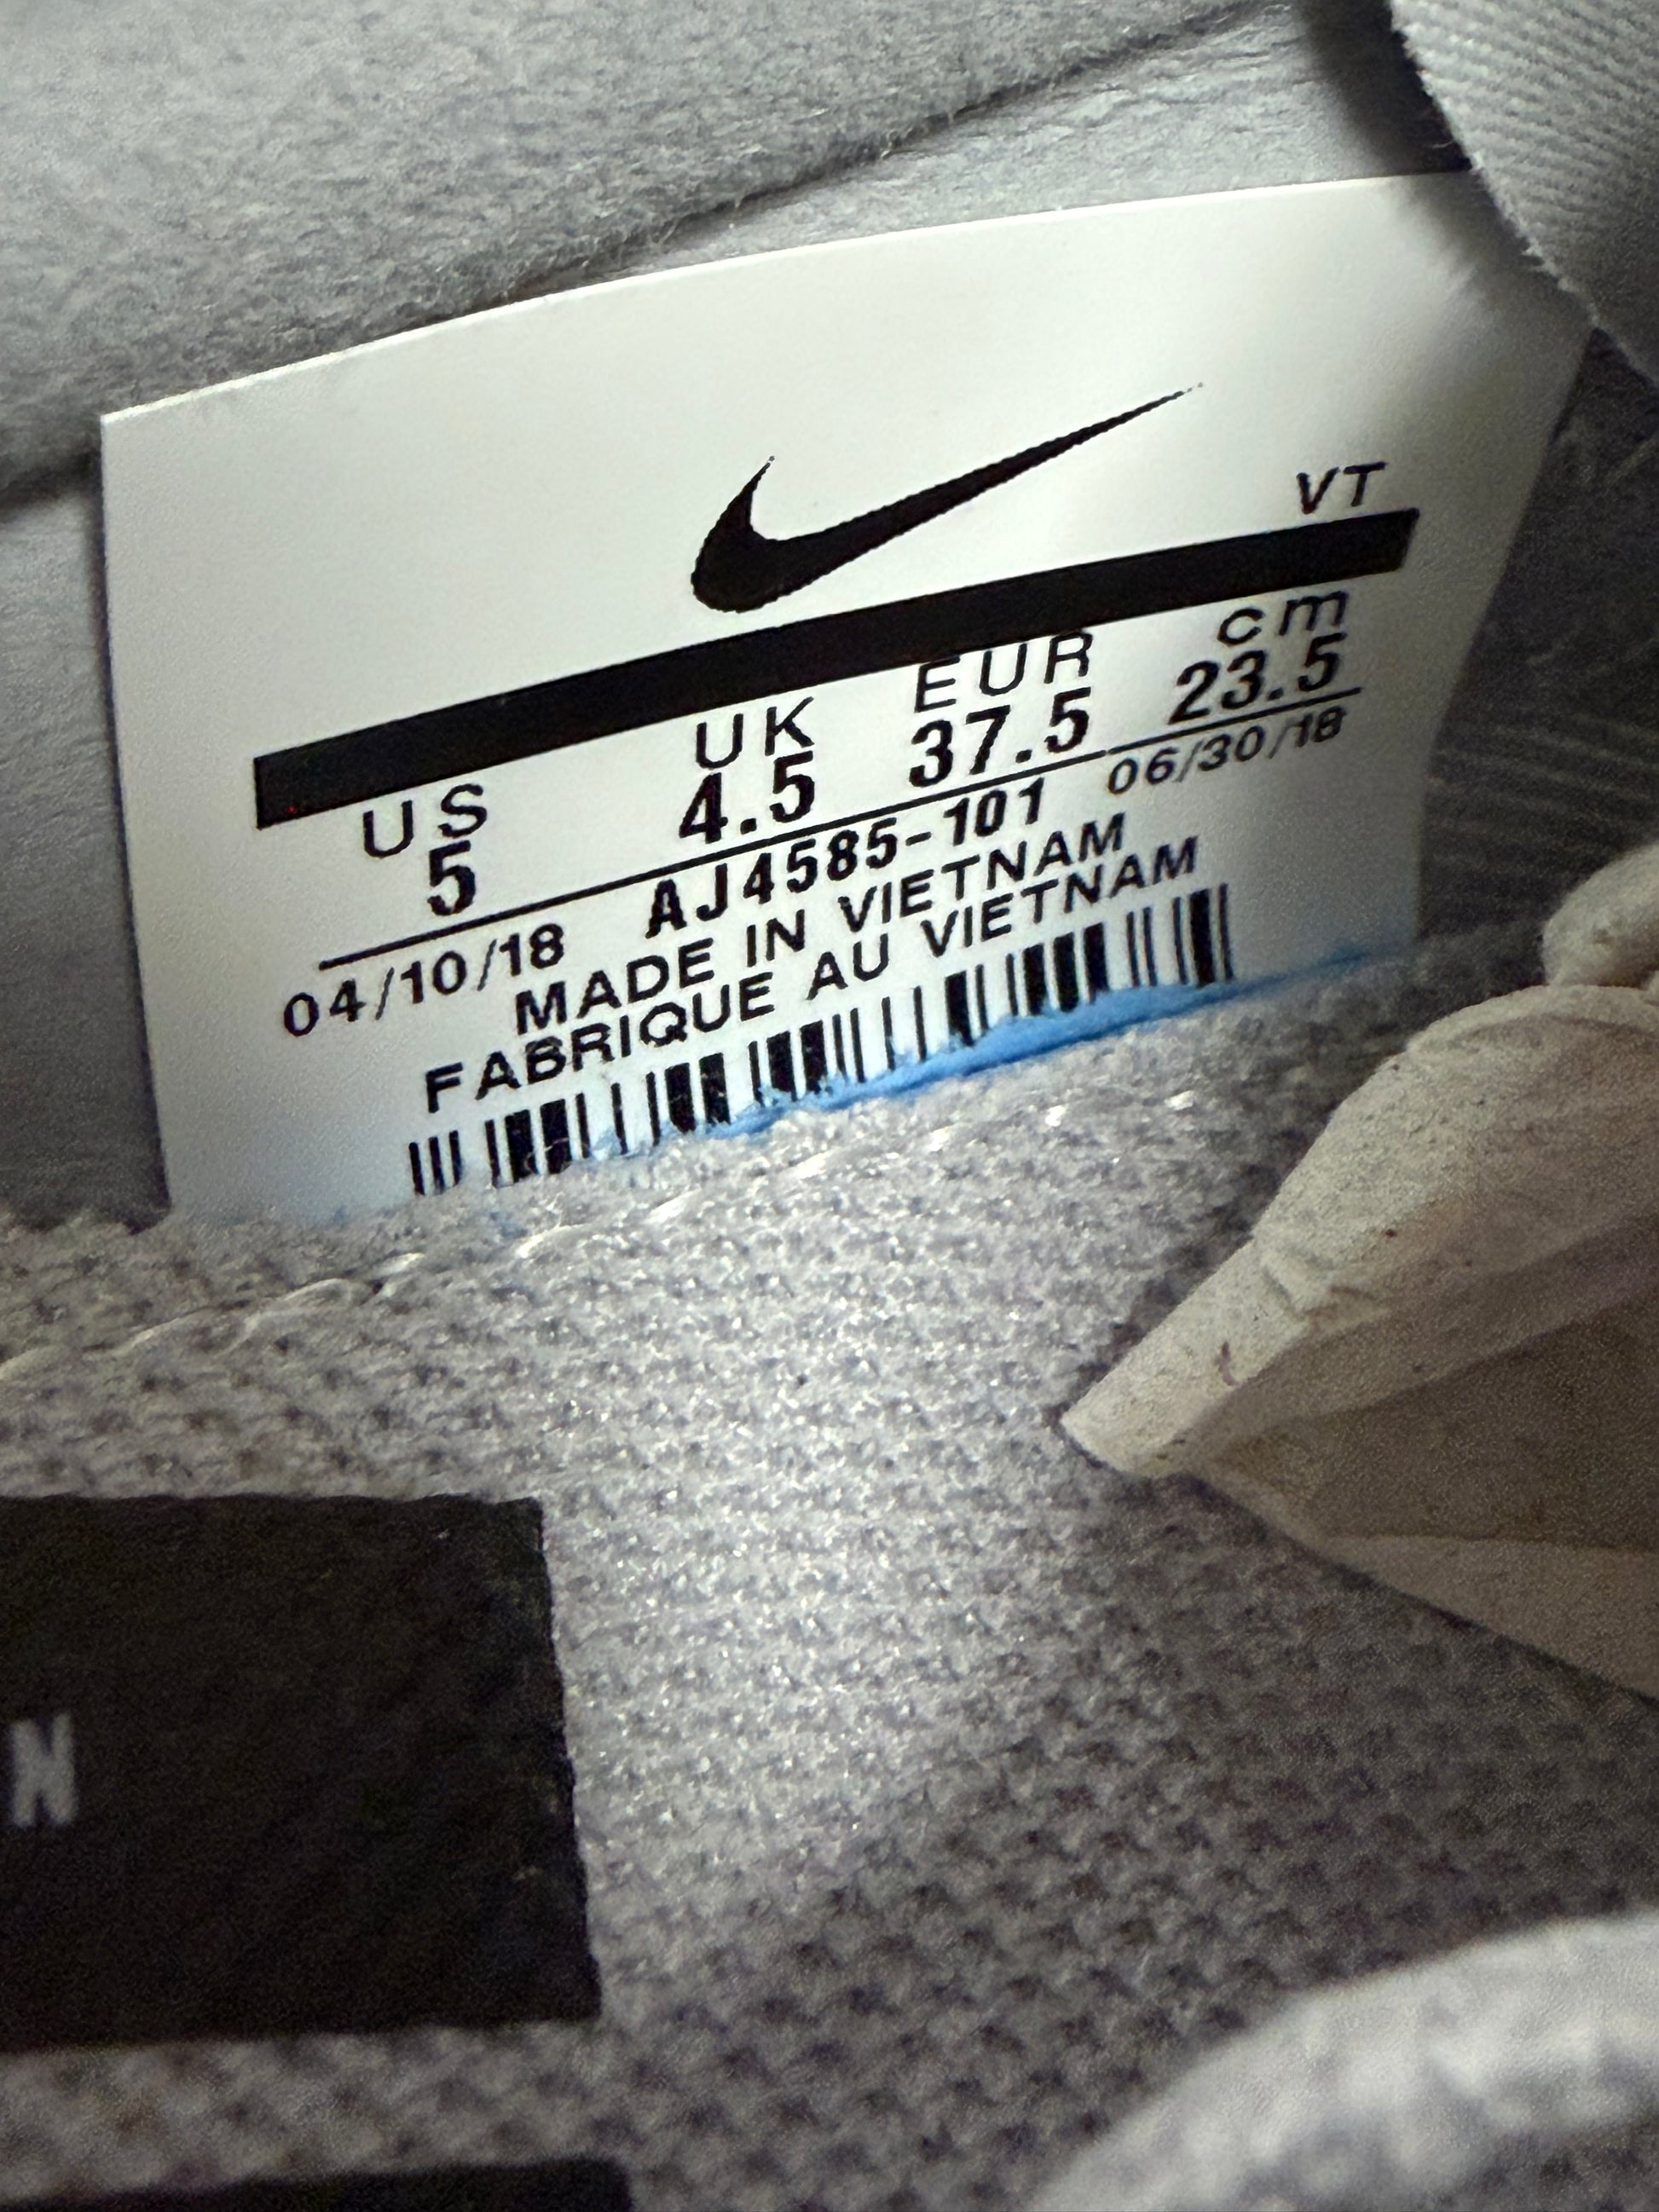 VT
US UK EUR cm
5 4.5 37.5 23.5
04/10/18 AJ4585-101 06/30/18
MADE IN VIETNAM
FABRIQUE AU VIETNAM
N